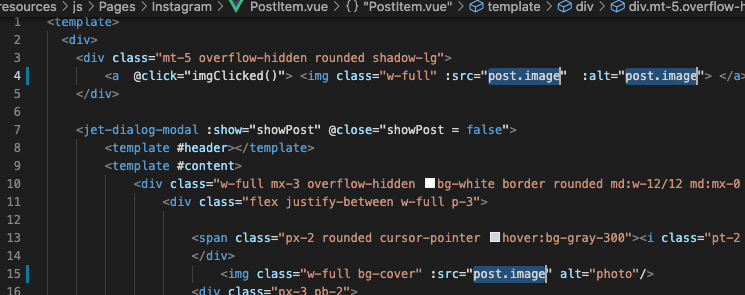 resources > js > Pages > Instagram > PostItem.vue > {} "PostItem.vue" > template > div > div.mt-5.overflow-h
1 <template>
2 <div>
3 <div class="mt-5 overflow-hidden rounded shadow-lg">
4 <a  @click="imgClicked()"> <img class="w-full" :src="post.image"  :alt="post.image"> </a>
5 </div>
6
7 <jet-dialog-modal :show="showPost" @close="showPost = false">
8 <template #header></template>
9 <template #content>
10 <div class="w-full mx-3 overflow-hidden bg-white border rounded md:w-12/12 md:mx-0
11 <div class="flex justify-between w-full p-3">
12
13 <span class="px-2 rounded cursor-pointer hover:bg-gray-300"><i class="pt-2
14 </div>
15 <img class="w-full bg-cover" :src="post.image" alt="photo"/>
16 <div class="px-3 pb-2">